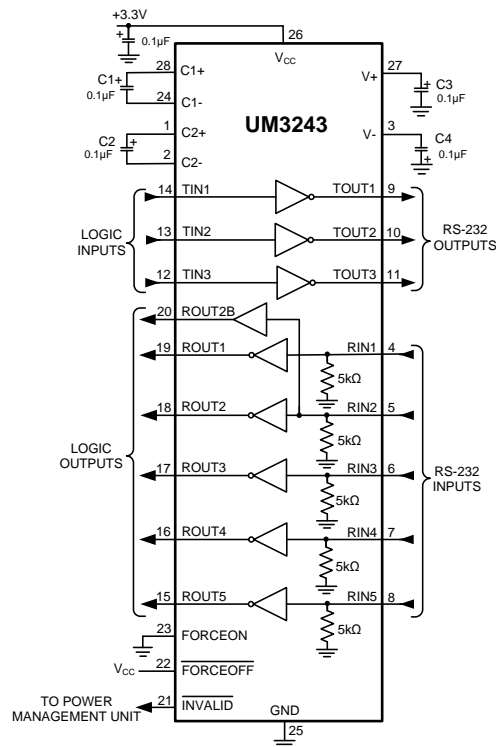 +3.3V
+
0.1μF
26
VCC
28
C1+
C1+
0.1μF
24
C1-
1
C2+
C2
+
0.1μF
2
C2-
UM3243
27
V+
+
C3
0.1μF
3
V-
C4
0.1μF
+
LOGIC
INPUTS
14 TIN1 TOUT1 9
13 TIN2 TOUT2 10
12 TIN3 TOUT3 11
RS-232
OUTPUTS
20 ROUT2B
19 ROUT1 RIN1 4
5kΩ
18 ROUT2 RIN2 5
5kΩ
LOGIC
OUTPUTS
17 ROUT3 RIN3 6
5kΩ
RS-232
INPUTS
16 ROUT4 RIN4 7
5kΩ
15 ROUT5 RIN5 8
5kΩ
23
FORCEON
VCC 22
FORCEOFF
TO POWER
MANAGEMENT UNIT
21
INVALID
GND
25